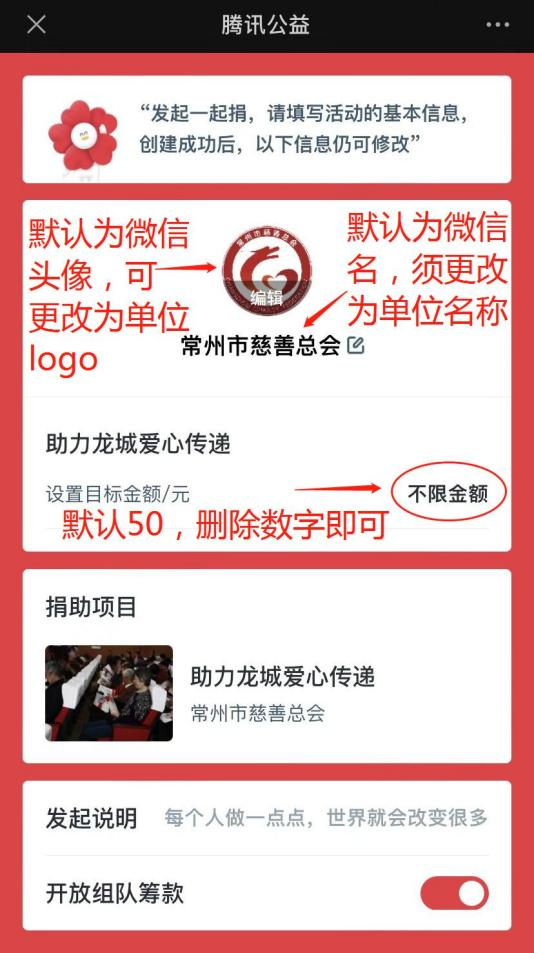 腾讯公益
“发起一起捐，请填写活动的基本信息，
创建成功后，以下信息仍可修改”
默认为微信
头像，可
更改为单位
logo
常州市慈善总会
编辑
默认为微信
名，须更改
为单位名称
常州市慈善总会
助力龙城爱心传递
设置目标金额/元
不限金额
默认50，删除数字即可
捐助项目
助力龙城爱心传递
常州市慈善总会
发起说明
每个人做一点点，世界就会改变很多
开放组队筹款